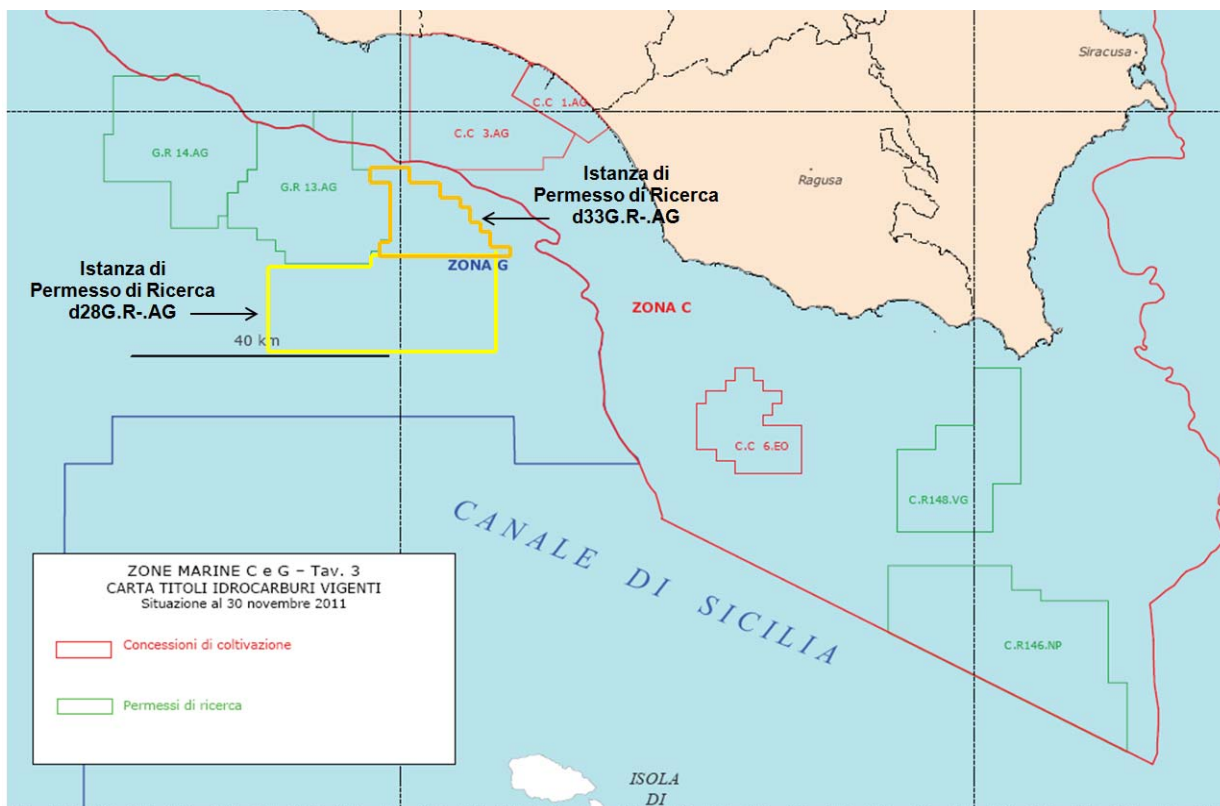 Siracusa
C.C 1.AG
C.C 3.AG
G.R 14.AG
G.R 13.AG
Istanza di
Permesso di Ricerca
d33G.R-.AG
Ragusa
ZONA G
Istanza di
Permesso di Ricerca
d28G.R-.AG
ZONA C
40 km
C.C 6.EO
C.R148.VG
CANALE DI SICILIA
ZONE MARINE C e G – Tav. 3
CARTA TITOLI IDROCARBURI VIGENTI
Situazione al 30 novembre 2011
Concessioni di coltivazione
Permessi di ricerca
C.R146.NP
ISOLA
DI